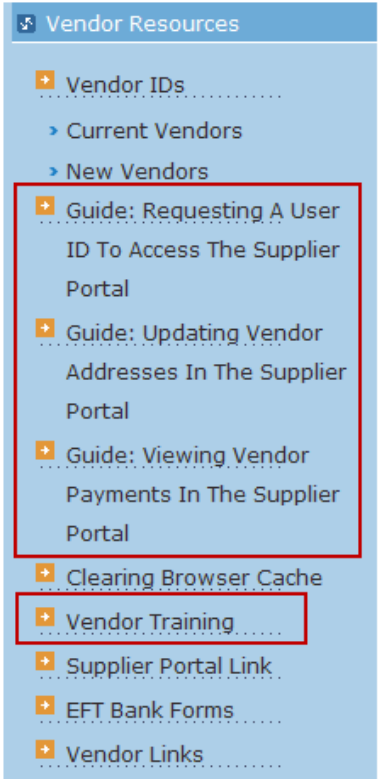 Vendor Resources
Vendor IDs
Current Vendors
New Vendors
Guide: Requesting A User
ID To Access The Supplier
Portal
Guide: Updating Vendor
Addresses In The Supplier
Portal
Guide: Viewing Vendor
Payments In The Supplier
Portal
Clearing Browser Cache
Vendor Training
Supplier Portal Link
EFT Bank Forms
Vendor Links